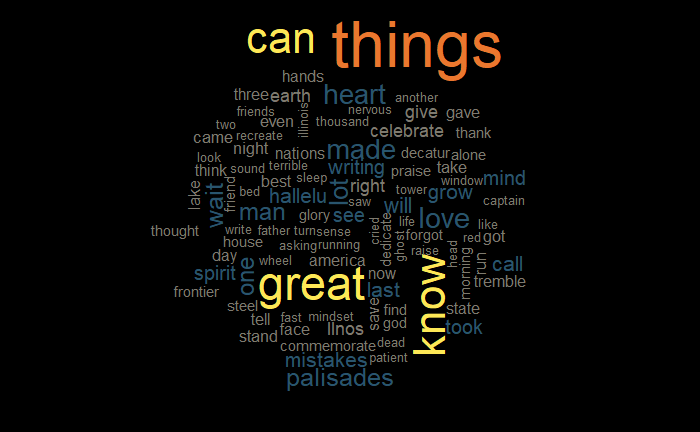 can things
hands
three earth heart another
friends illinois nervous give gave
two even thousand celebrate thank
came recreate made
night nations decatur alone
look think sound terrible writing praise take
best sleep right tower window mind
lake friend bed hallelu lot saw grow captain
wait man glory see will love
thought write father turn sense cried dedicate life forgot like
house asking running ghost raise red got
day wheel america head morning run call
spirit one great now know tremble
frontier last
steel save find state
tell fast mindset god took
stand face llnos
commemorate dead
mistakes patient
palisades